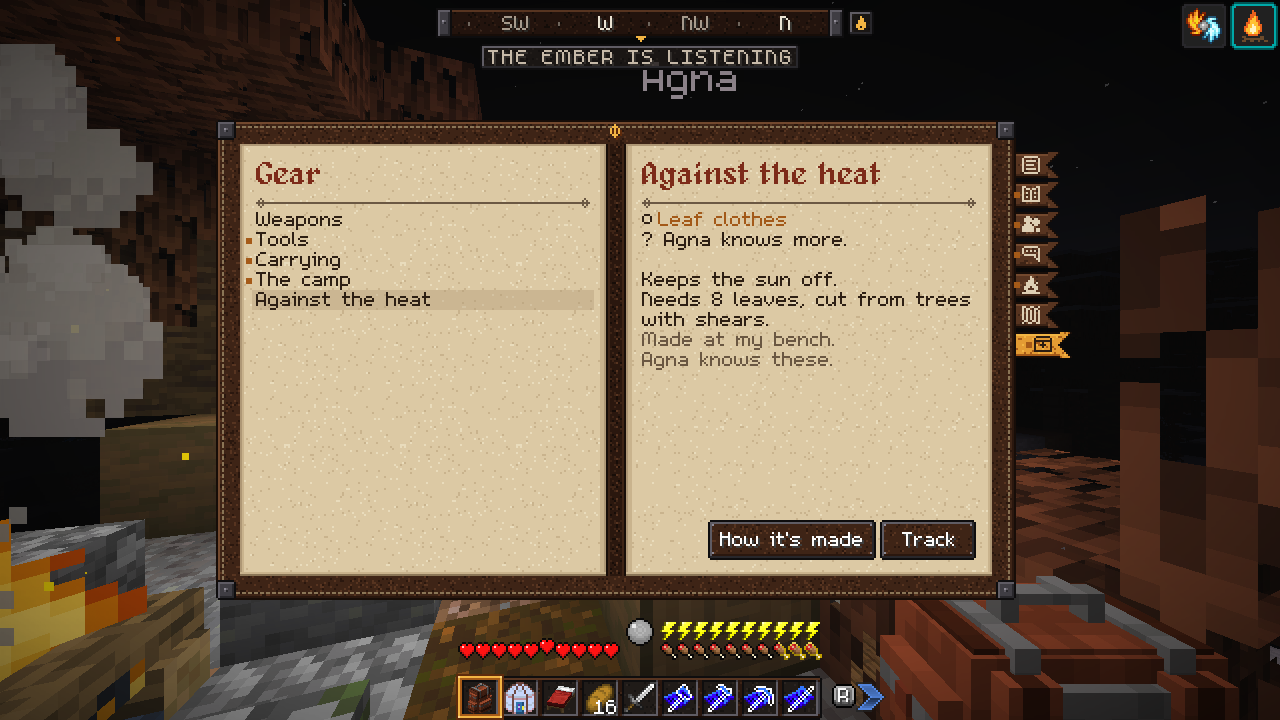 SW W NW N
THE EMBER IS LISTENING
Agna
Gear
Weapons
Tools
Carrying
The camp
Against the heat
Against the heat
Leaf clothes
? Agna knows more.
Keeps the sun off.
Needs 8 leaves, cut from trees
with shears.
Made at my bench.
Agna knows these.
How it's made
Track
16
R